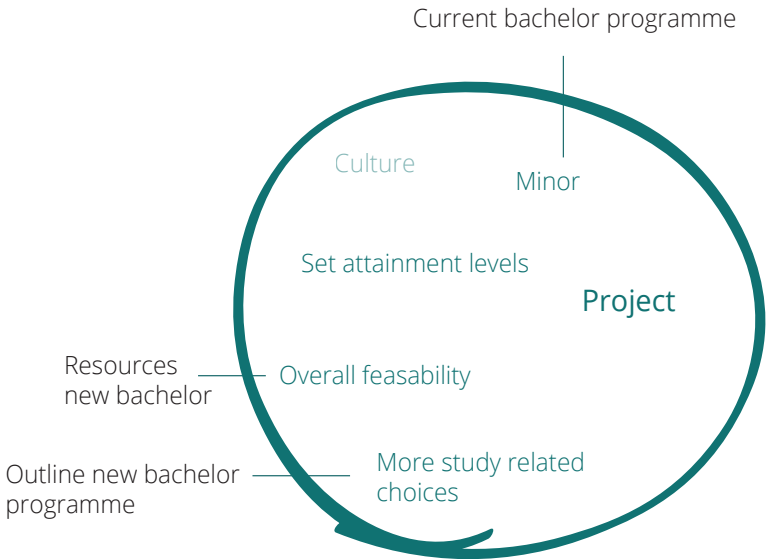 Current bachelor programme
Culture
Minor
Set attainment levels
Project
Resources
new bachelor
Overall feasability
Outline new bachelor
programme
More study related
choices